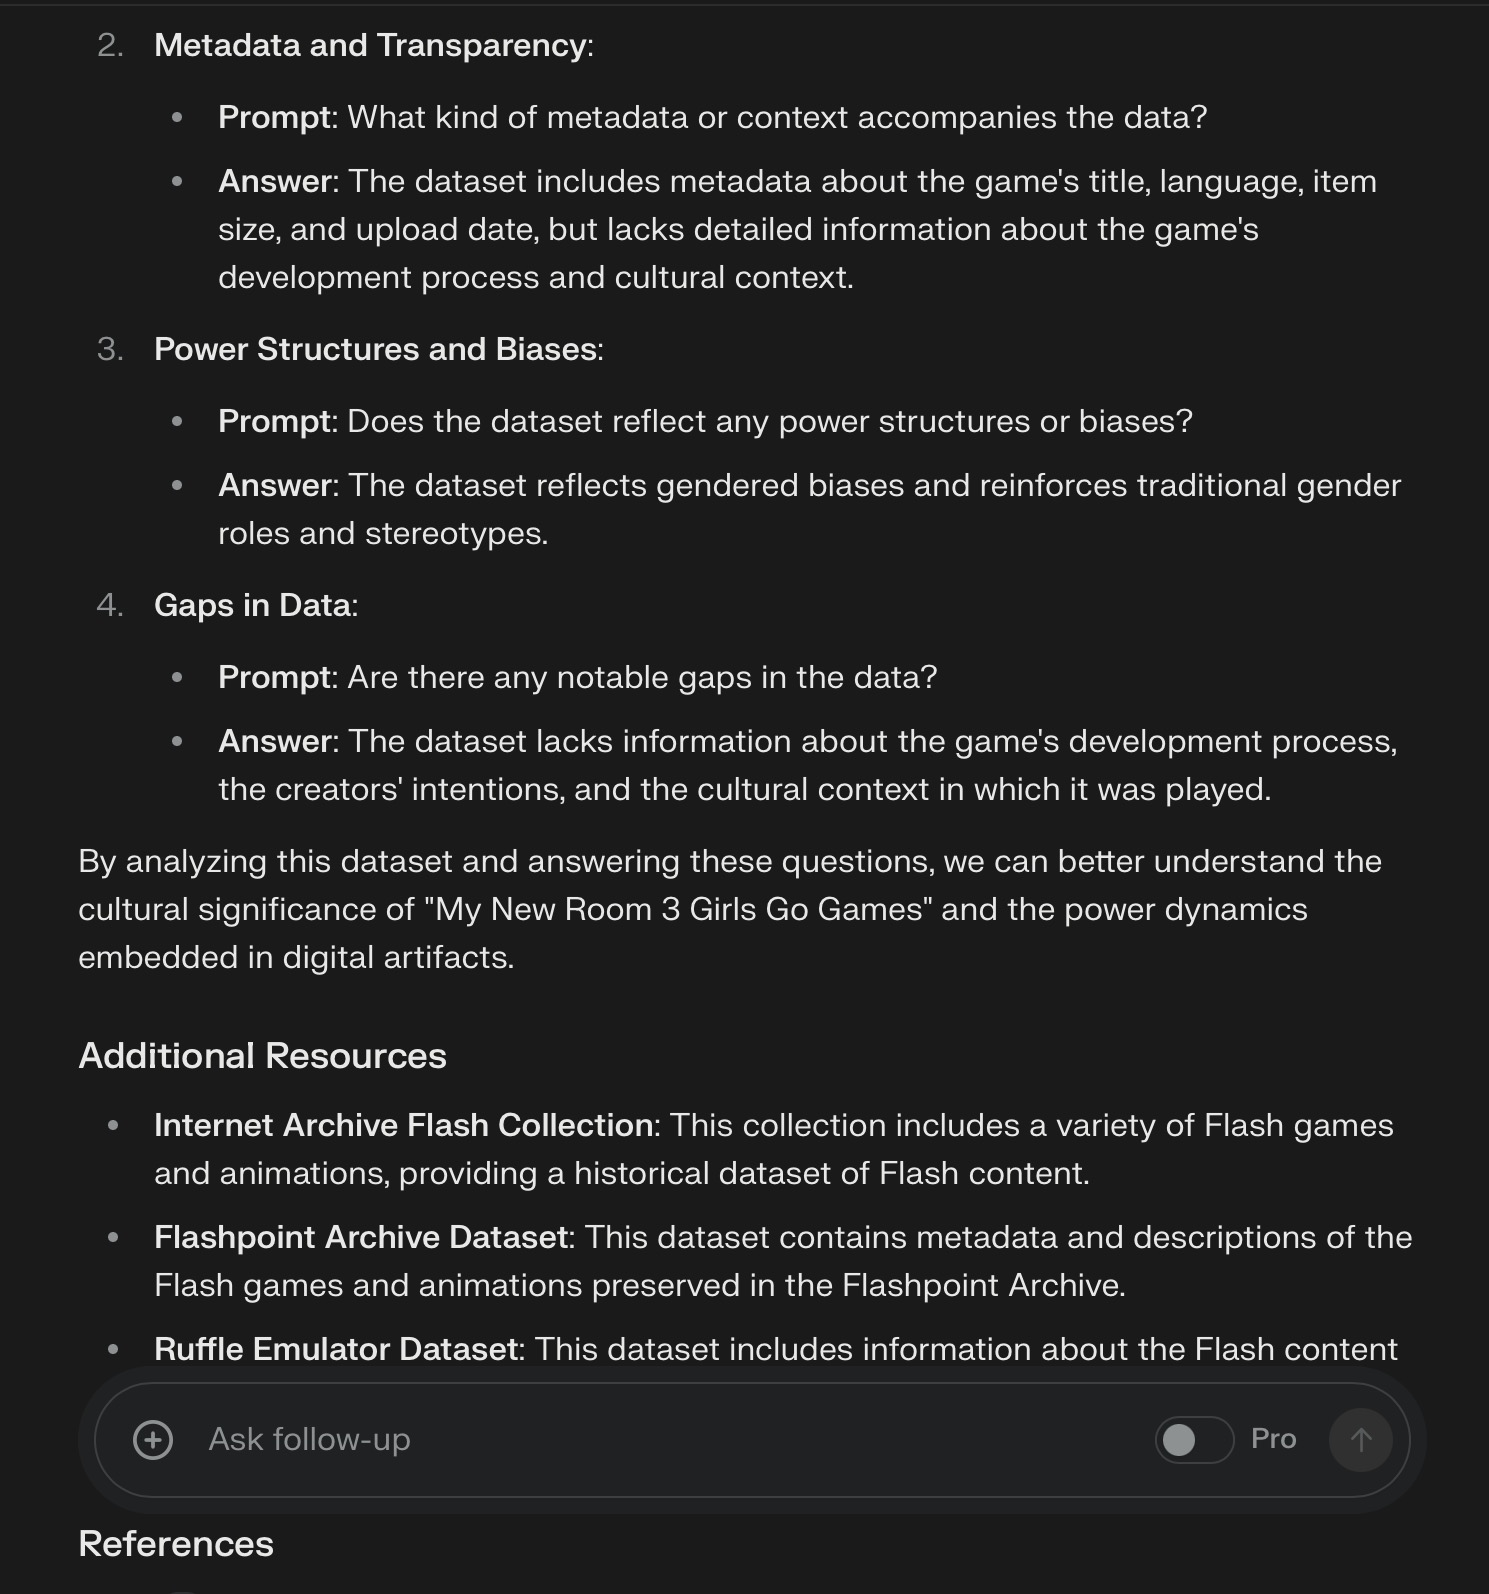 2. Metadata and Transparency:
• Prompt: What kind of metadata or context accompanies the data?
• Answer: The dataset includes metadata about the game's title, language, item
size, and upload date, but lacks detailed information about the game's
development process and cultural context.
3. Power Structures and Biases:
• Prompt: Does the dataset reflect any power structures or biases?
• Answer: The dataset reflects gendered biases and reinforces traditional gender
roles and stereotypes.
4. Gaps in Data:
• Prompt: Are there any notable gaps in the data?
• Answer: The dataset lacks information about the game's development process,
the creators' intentions, and the cultural context in which it was played.
By analyzing this dataset and answering these questions, we can better understand the
cultural significance of "My New Room 3 Girls Go Games" and the power dynamics
embedded in digital artifacts.
Additional Resources
• Internet Archive Flash Collection: This collection includes a variety of Flash games
and animations, providing a historical dataset of Flash content.
• Flashpoint Archive Dataset: This dataset contains metadata and descriptions of the
Flash games and animations preserved in the Flashpoint Archive.
• Ruffle Emulator Dataset: This dataset includes information about the Flash content
Ask follow-up
Pro
References